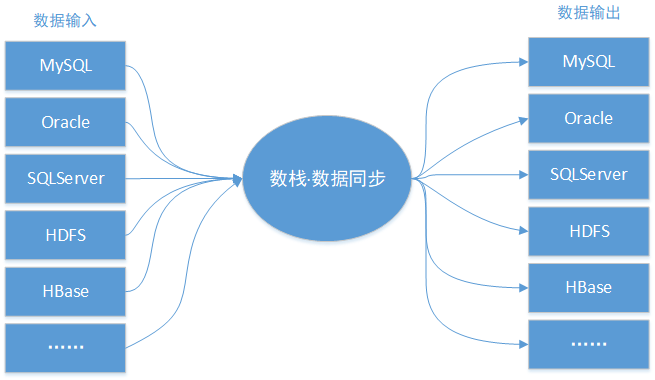 数据输入
MySQL
Oracle
SQLServer
HDFS
HBase
……
数栈·数据同步
数据输出
MySQL
Oracle
SQLServer
HDFS
HBase
……